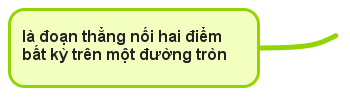 là đoạn thẳng nối hai điểm
bất kỳ trên một đường tròn